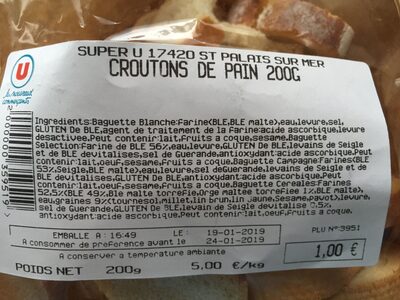 SUPER U 17420 ST PALAIS SUR MER
CROUTONS DE PAIN 200G
U
Ingredients:Baguette Blanche:Farine(BLE,BLE malte),eau,levure,sel,
GLUTEN De BLE,agent de traitement de la Farine:acide ascorbique,levure
desactivee.Peut contenir:lait,fruits a coque,sesame.Baguette
Selection:Farine de BLE 56%,eau,levure,GLUTEN De BLE,levains de Seigle
et de BLE devitalises,sel de Guerande,antioxydant:acide ascorbique.Peut
contenir:lait,oeuf,sesame,fruits a coque.Baguette Campagne:Farines(BLE
53%,Seigle,BLE malte),eau,levure,sel de Guerande,levains de Seigle et
de BLE devitalises,GLUTEN De BLE,antioxydant:acide ascorbique.Peut
contenir:lait,oeuf,sesame,fruits a coque.Baguette Cereales:Farines
52,5%(BLE 49%,BLE malte torrefie,Orge maltee torrefiee 1%,BLE malte),
eau,graines 9%(tournesol,millet,lin brun,lin jaune,Sesame,pavot),levure,
sel de Guerande,GLUTEN De BLE,levain de Seigle devitalise
antioxydant:acide ascorbique.Peut contenir:lait,oeuf,fruits a coque.
EMBALLE A :16:49 LE: 19-01-2019 PLU N°3951
A consommer de preference avant le 24-01-2019 1,00 €
A conserver a temperature ambiante
POIDS NET 200g 5,00 €/kg